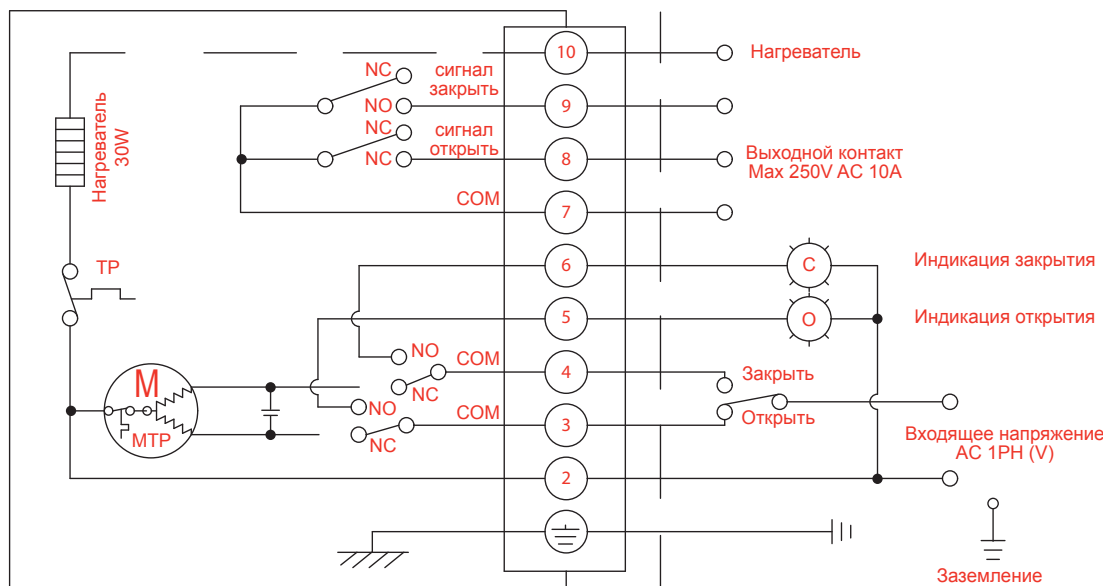 10
Нагреватель
NC
сигнал
закрыть
NO
9
NC
сигнал
открыть
NC
8
Выходной контакт
Max 250V AC 10A
Нагреватель
30W
COM
7
TP
6
C
Индикация закрытия
5
O
Индикация открытия
NO
COM
4
Закрыть
NC
M
MTP
NO
COM
3
Открыть
NC
Входящее напряжение
AC 1PH (V)
2
Заземление